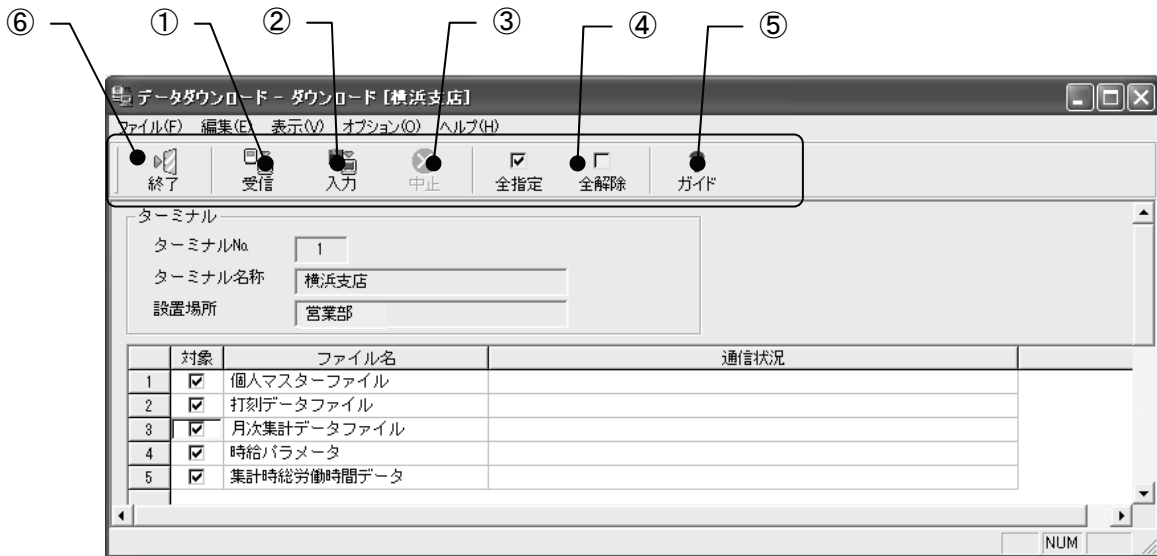 ⑥ ① ② ③ ④ ⑤
データダウンロード - ダウンロード [横浜支店]
ファイル(F) 編集(E) 表示(V) オプション(O) ヘルプ(H)
終了 受信 入力 中止 全指定 全解除 ガイド
ターミナル
ターミナルNo. 1
ターミナル名称 横浜支店
設置場所 営業部
対象 ファイル名 通信状況
1 個人マスターファイル
2 打刻データファイル
3 月次集計データファイル
4 時給パラメータ
5 集計時総労働時間データ
NUM